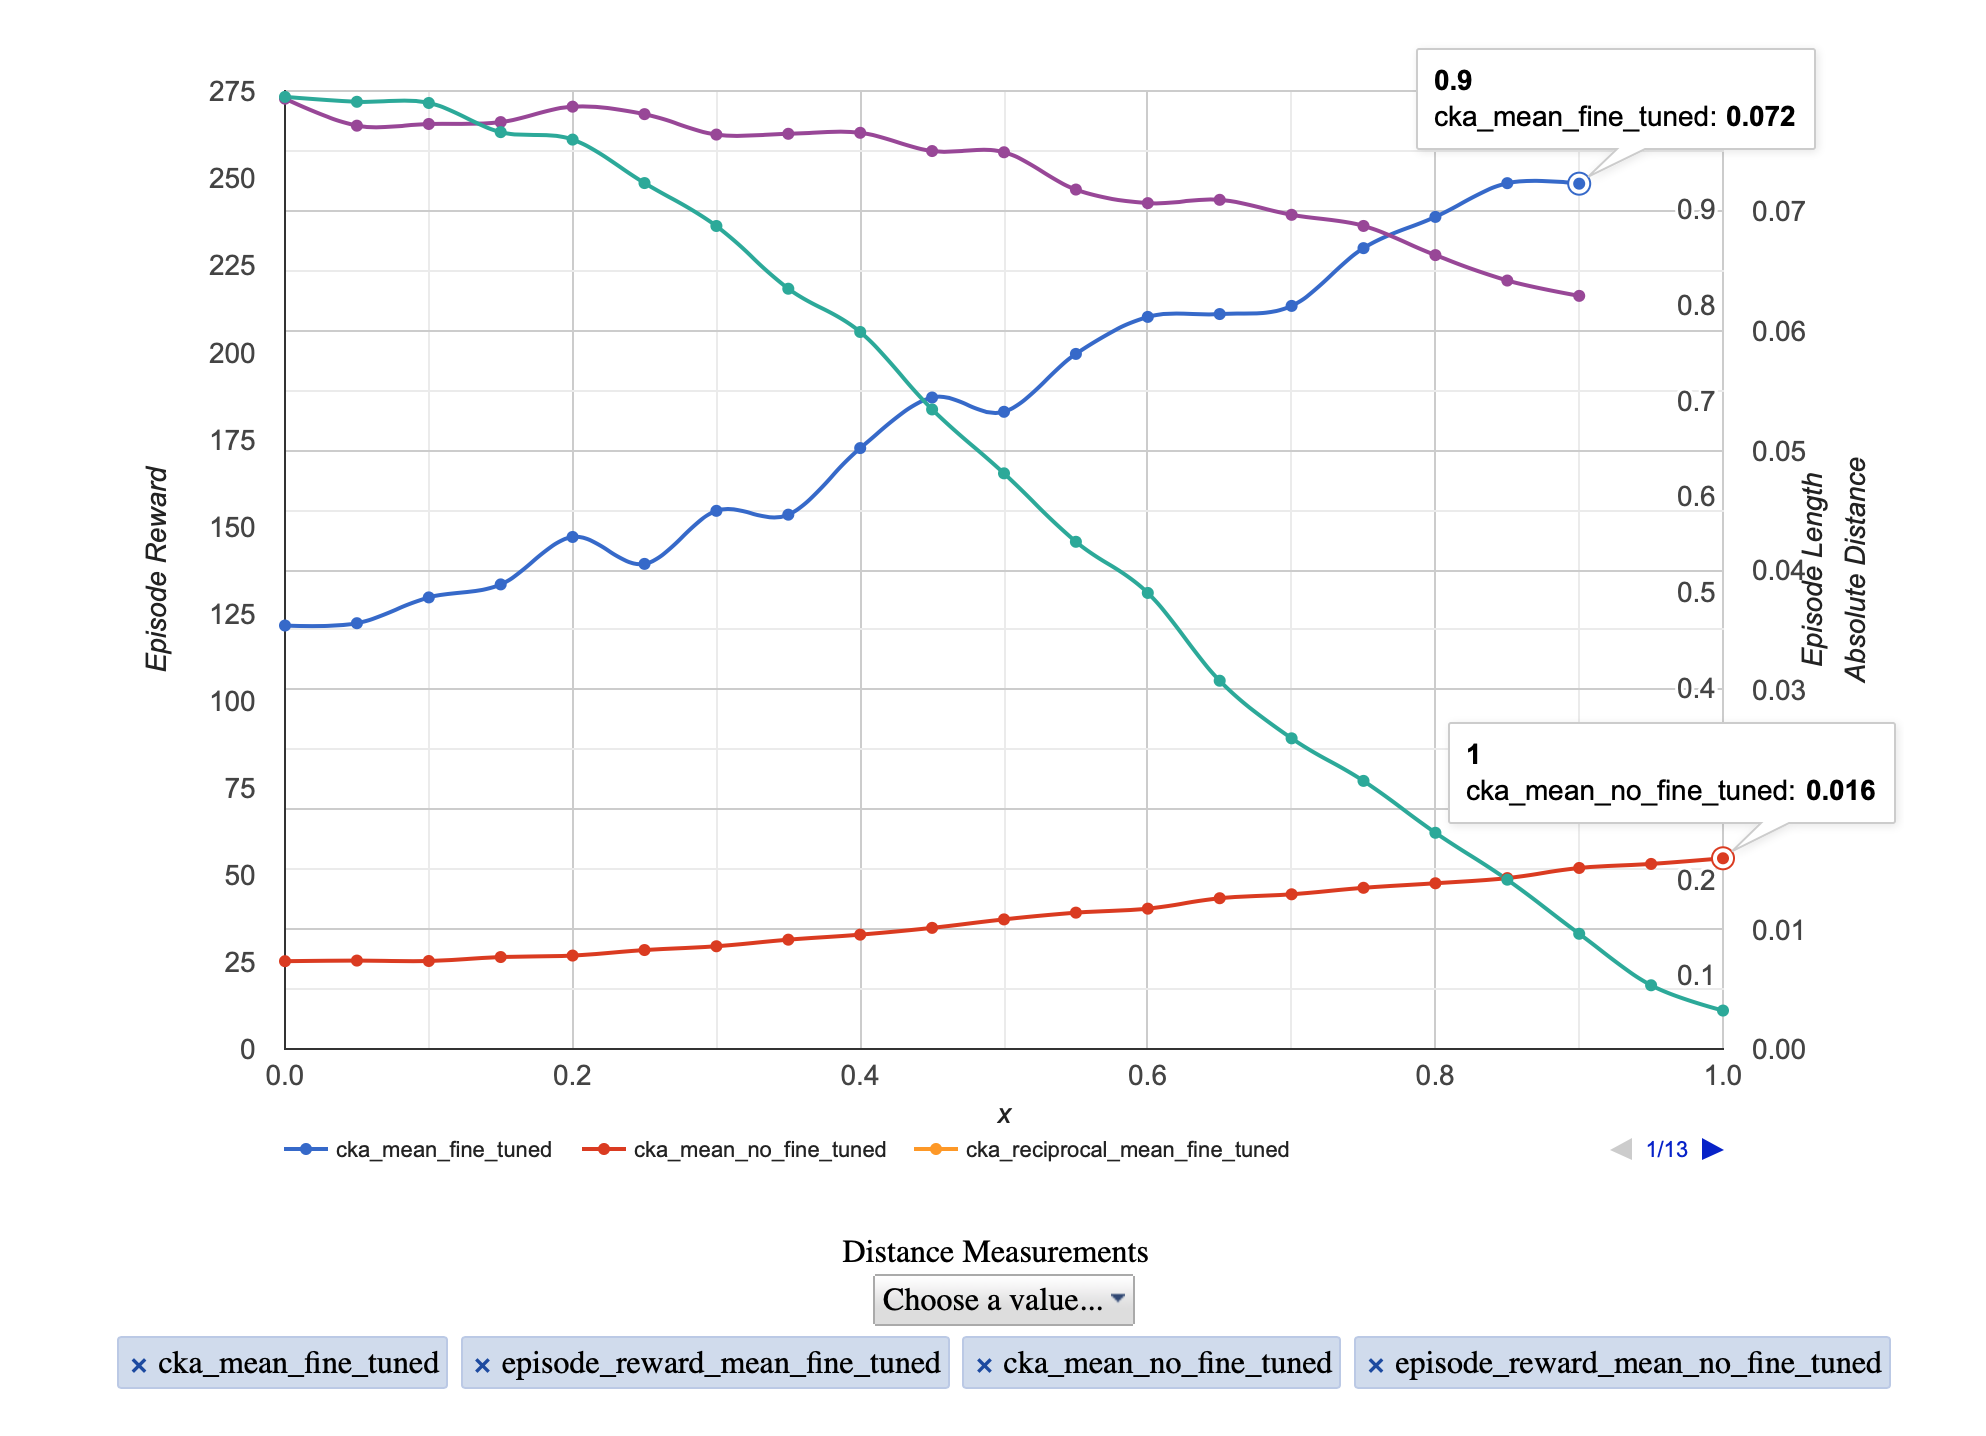 0.9
cka_mean_fine_tuned: 0.072
275
250
225
200
175
150
125
100
75
50
25
0
Episode Reward
0.9
0.8
0.7
0.6
0.5
0.4
0.2
0.1
0.07
0.06
0.05
0.04
0.03
0.01
0.00
Episode Length
Absolute Distance
1
cka_mean_no_fine_tuned: 0.016
0.0 0.2 0.4 0.6 0.8 1.0
x
cka_mean_fine_tuned cka_mean_no_fine_tuned cka_reciprocal_mean_fine_tuned 1/13
Distance Measurements
Choose a value...
× cka_mean_fine_tuned × episode_reward_mean_fine_tuned × cka_mean_no_fine_tuned × episode_reward_mean_no_fine_tuned